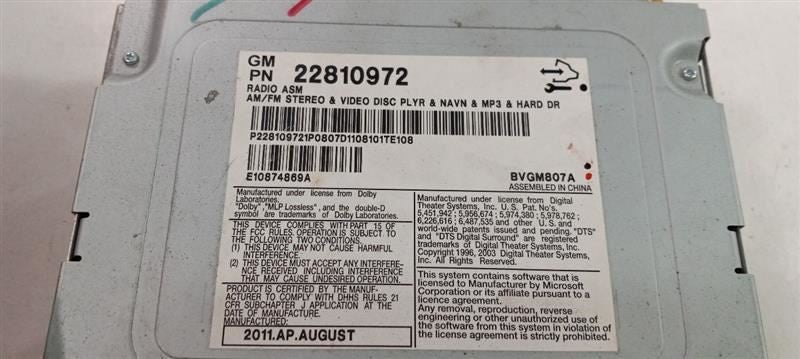 GM
PN 22810972
RADIO ASM
AM/FM STEREO & VIDEO DISC PLYR & NAVN & MP3 & HARD DR
P228109721P0807D1108101TE108
E10874869A
BVGM807A
ASSEMBLED IN CHINA
Manufactured under license from Dolby
Laboratories.
"Dolby", "MLP Lossless", and the double-D
symbol are trademarks of Dolby Laboratories.
THIS DEVICE COMPLIES WITH PART 15 OF
THE FCC RULES. OPERATION IS SUBJECT TO
THE FOLLOWING TWO CONDITIONS:
(1) THIS DEVICE MAY NOT CAUSE HARMFUL
INTERFERENCE.
(2) THIS DEVICE MUST ACCEPT ANY INTERFERE-
NCE RECEIVED INCLUDING INTERFERENCE
THAT MAY CAUSE UNDESIRED OPERATION.
PRODUCT IS CERTIFIED BY THE MANUF-
ACTURER TO COMPLY WITH DHHS RULES 21
CFR SUBCHAPTER J APPLICATION AT THE
DATE OF MANUFACTURE.
MANUFACTURED:
2011.AP.AUGUST
Manufactured under license from Digital
Theater Systems, Inc. U.S. Pat. No's.
5,451,942 ; 5,956,674 ; 5,974,380 ; 5,978,762 ;
6,226,616 ; 6,487,535 and other U.S. and
world-wide patents issued and pending. "DTS"
and "DTS Digital Surround" are registered
trademarks of Digital Theater Systems, Inc.
Copyright 1996, 2003 Digital Theater Systems,
Inc. All Rights Reserved.
This system contains software that is
licensed to Manufacturer by Microsoft
Corporation or its affiliate pursuant to a
licence agreement.
Any removal, reproduction, reverse
engineering or other unauthorized use of
the software from this system in violation of
the license agreement is strictly